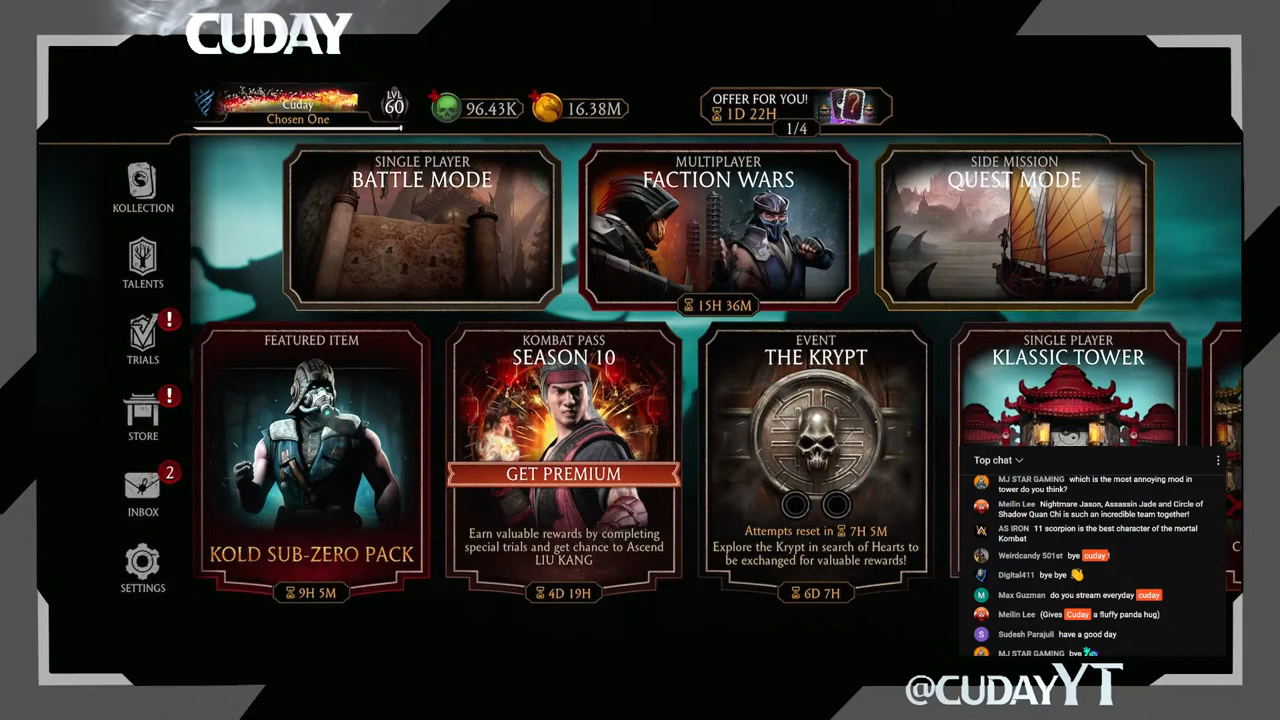 CUDAY
Cuday
Chosen One
LVL
60
96.43K
16.38M
OFFER FOR YOU!
1D 22H
1/4
KOLLECTION
TALENTS
TRIALS
STORE
INBOX
2
SETTINGS
SINGLE PLAYER
BATTLE MODE
MULTIPLAYER
FACTION WARS
15H 36M
SIDE MISSION
QUEST MODE
FEATURED ITEM
KOLD SUB-ZERO PACK
9H 5M
KOMBAT PASS
SEASON 10
GET PREMIUM
Earn valuable rewards by completing
special trials and get chance to Ascend
LIU KANG
4D 19H
EVENT
THE KRYPT
Attempts reset in 7H 5M
Explore the Krypt in search of Hearts to
be exchanged for valuable rewards!
6D 7H
SINGLE PLAYER
KLASSIC TOWER
Top chat
MJ STAR GAMING which is the most annoying mod in
tower do you think?
Meilin Lee Nightmare Jason, Assassin Jade and Circle of
Shadow Quan Chi is such an incredible team together!
AS IRON 11 scorpion is the best character of the mortal
Kombat
Weirdcandy 501st bye cuday!
Digital411 bye bye 👋
Max Guzman do you stream everyday cuday
Meilin Lee (Gives Cuday a fluffy panda hug)
Sudesh Parajuli have a good day
MJ STAR GAMING bye
@CUDAYYT